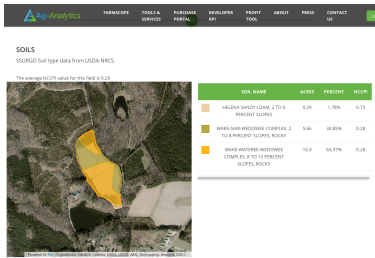 Ag-Analytics
FARMSCOPE
TOOLS & SERVICES
PURCHASE PORTAL
DEVELOPER API
PROFIT TOOL
ABOUT
PRESS
CONTACT US
SOILS
SSURGO Soil type data from USDA-NRCS.
The average NCCPI value for this field is 0.29
SOIL NAME ACRES PERCENT NCCPI
HELENA SANDY LOAM, 2 TO 6 0.29 1.79% 0.73
PERCENT SLOPES
WAKE-SAW-WEDOWEE COMPLEX, 2 5.66 34.85% 0.28
TO 8 PERCENT SLOPES, ROCKY
WAKE-WATEREE-WEDOWEE 10.3 63.37% 0.28
COMPLEX, 8 TO 15 PERCENT
SLOPES, ROCKY